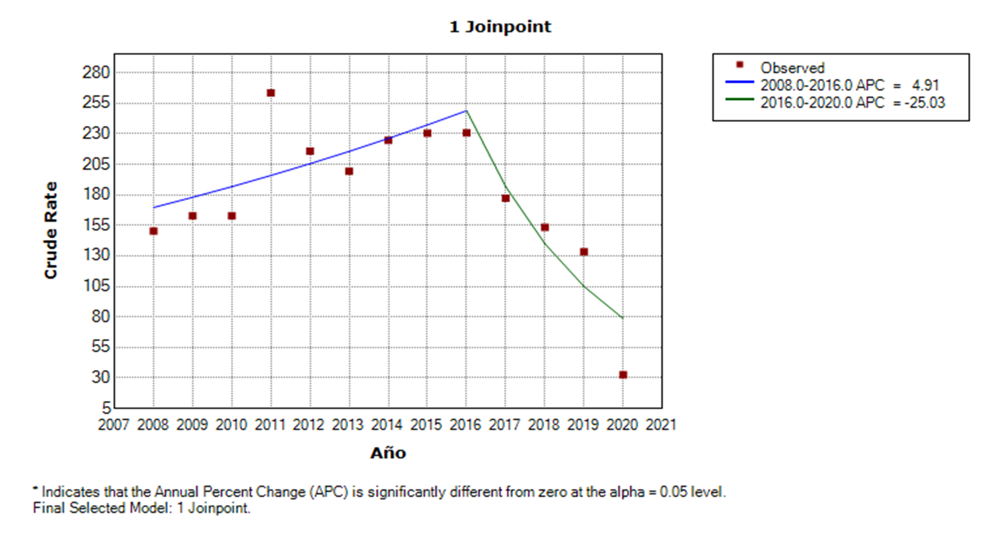 1 Joinpoint
Observed
2008.0-2016.0 APC = 4.91
2016.0-2020.0 APC = -25.03
280
255
230
205
180
155
130
105
80
55
30
5
Crude Rate
2007 2008 2009 2010 2011 2012 2013 2014 2015 2016 2017 2018 2019 2020 2021
Año
* Indicates that the Annual Percent Change (APC) is significantly different from zero at the alpha = 0.05 level.
Final Selected Model: 1 Joinpoint.